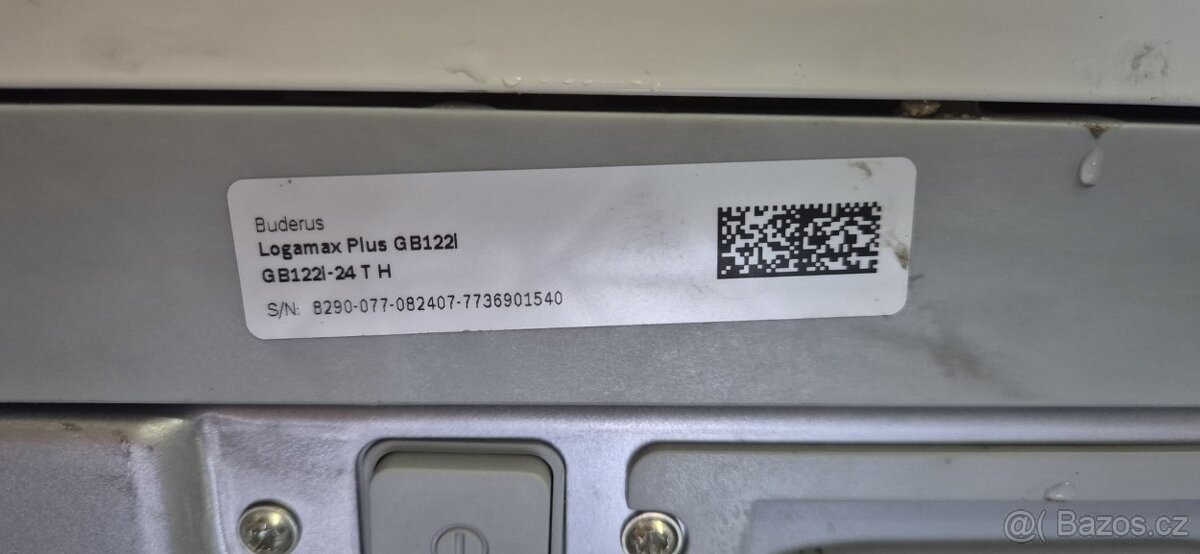 Buderus
Logamax Plus GB122i
GB122i-24 T H
S/N: 8290-077-082407-7736901540
@( Bazos.cz